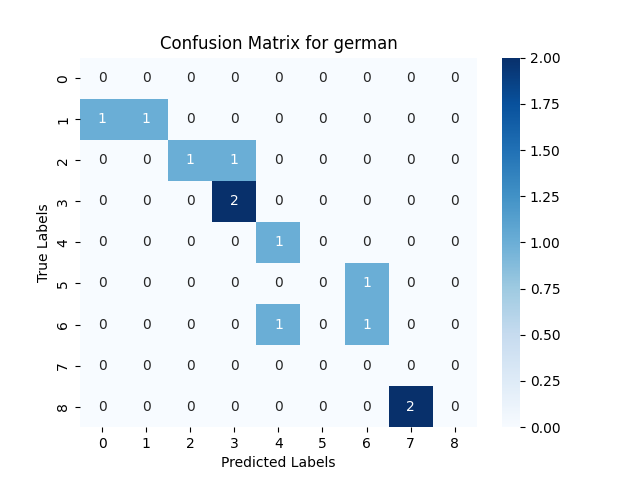 Confusion Matrix for german
0 0 0 0 0 0 0 0 0 0
1 1 1 0 0 0 0 0 0 0
2 0 0 1 1 0 0 0 0 0
3 0 0 0 2 0 0 0 0 0
4 0 0 0 0 1 0 0 0 0
5 0 0 0 0 0 0 1 0 0
6 0 0 0 0 1 0 1 0 0
7 0 0 0 0 0 0 0 0 0
8 0 0 0 0 0 0 0 2 0
0 1 2 3 4 5 6 7 8
Predicted Labels
True Labels
2.00
1.75
1.50
1.25
1.00
0.75
0.50
0.25
0.00